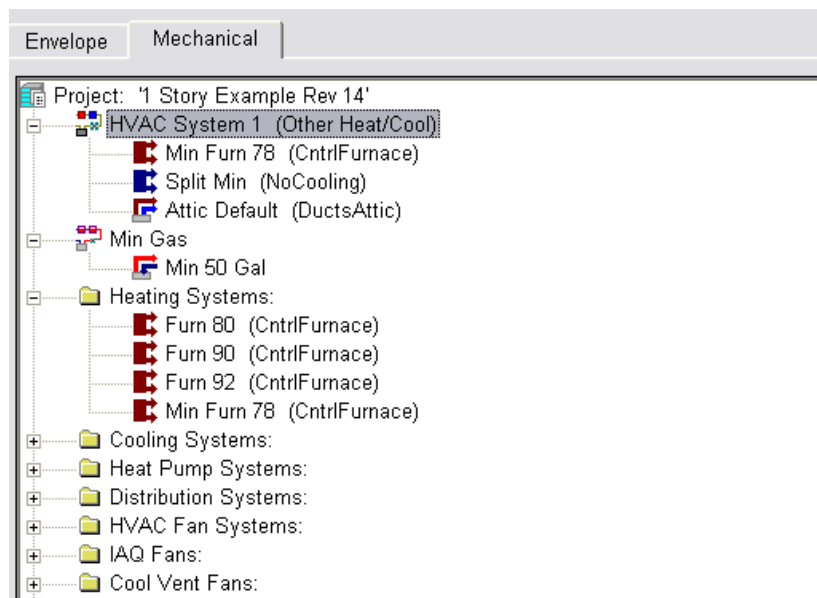 Envelope Mechanical
Project: '1 Story Example Rev 14'
HVAC System 1 (Other Heat/Cool)
Min Furn 78 (CntrlFurnace)
Split Min (NoCooling)
Attic Default (DuctsAttic)
Min Gas
Min 50 Gal
Heating Systems:
Furn 80 (CntrlFurnace)
Furn 90 (CntrlFurnace)
Furn 92 (CntrlFurnace)
Min Furn 78 (CntrlFurnace)
Cooling Systems:
Heat Pump Systems:
Distribution Systems:
HVAC Fan Systems:
IAQ Fans:
Cool Vent Fans: